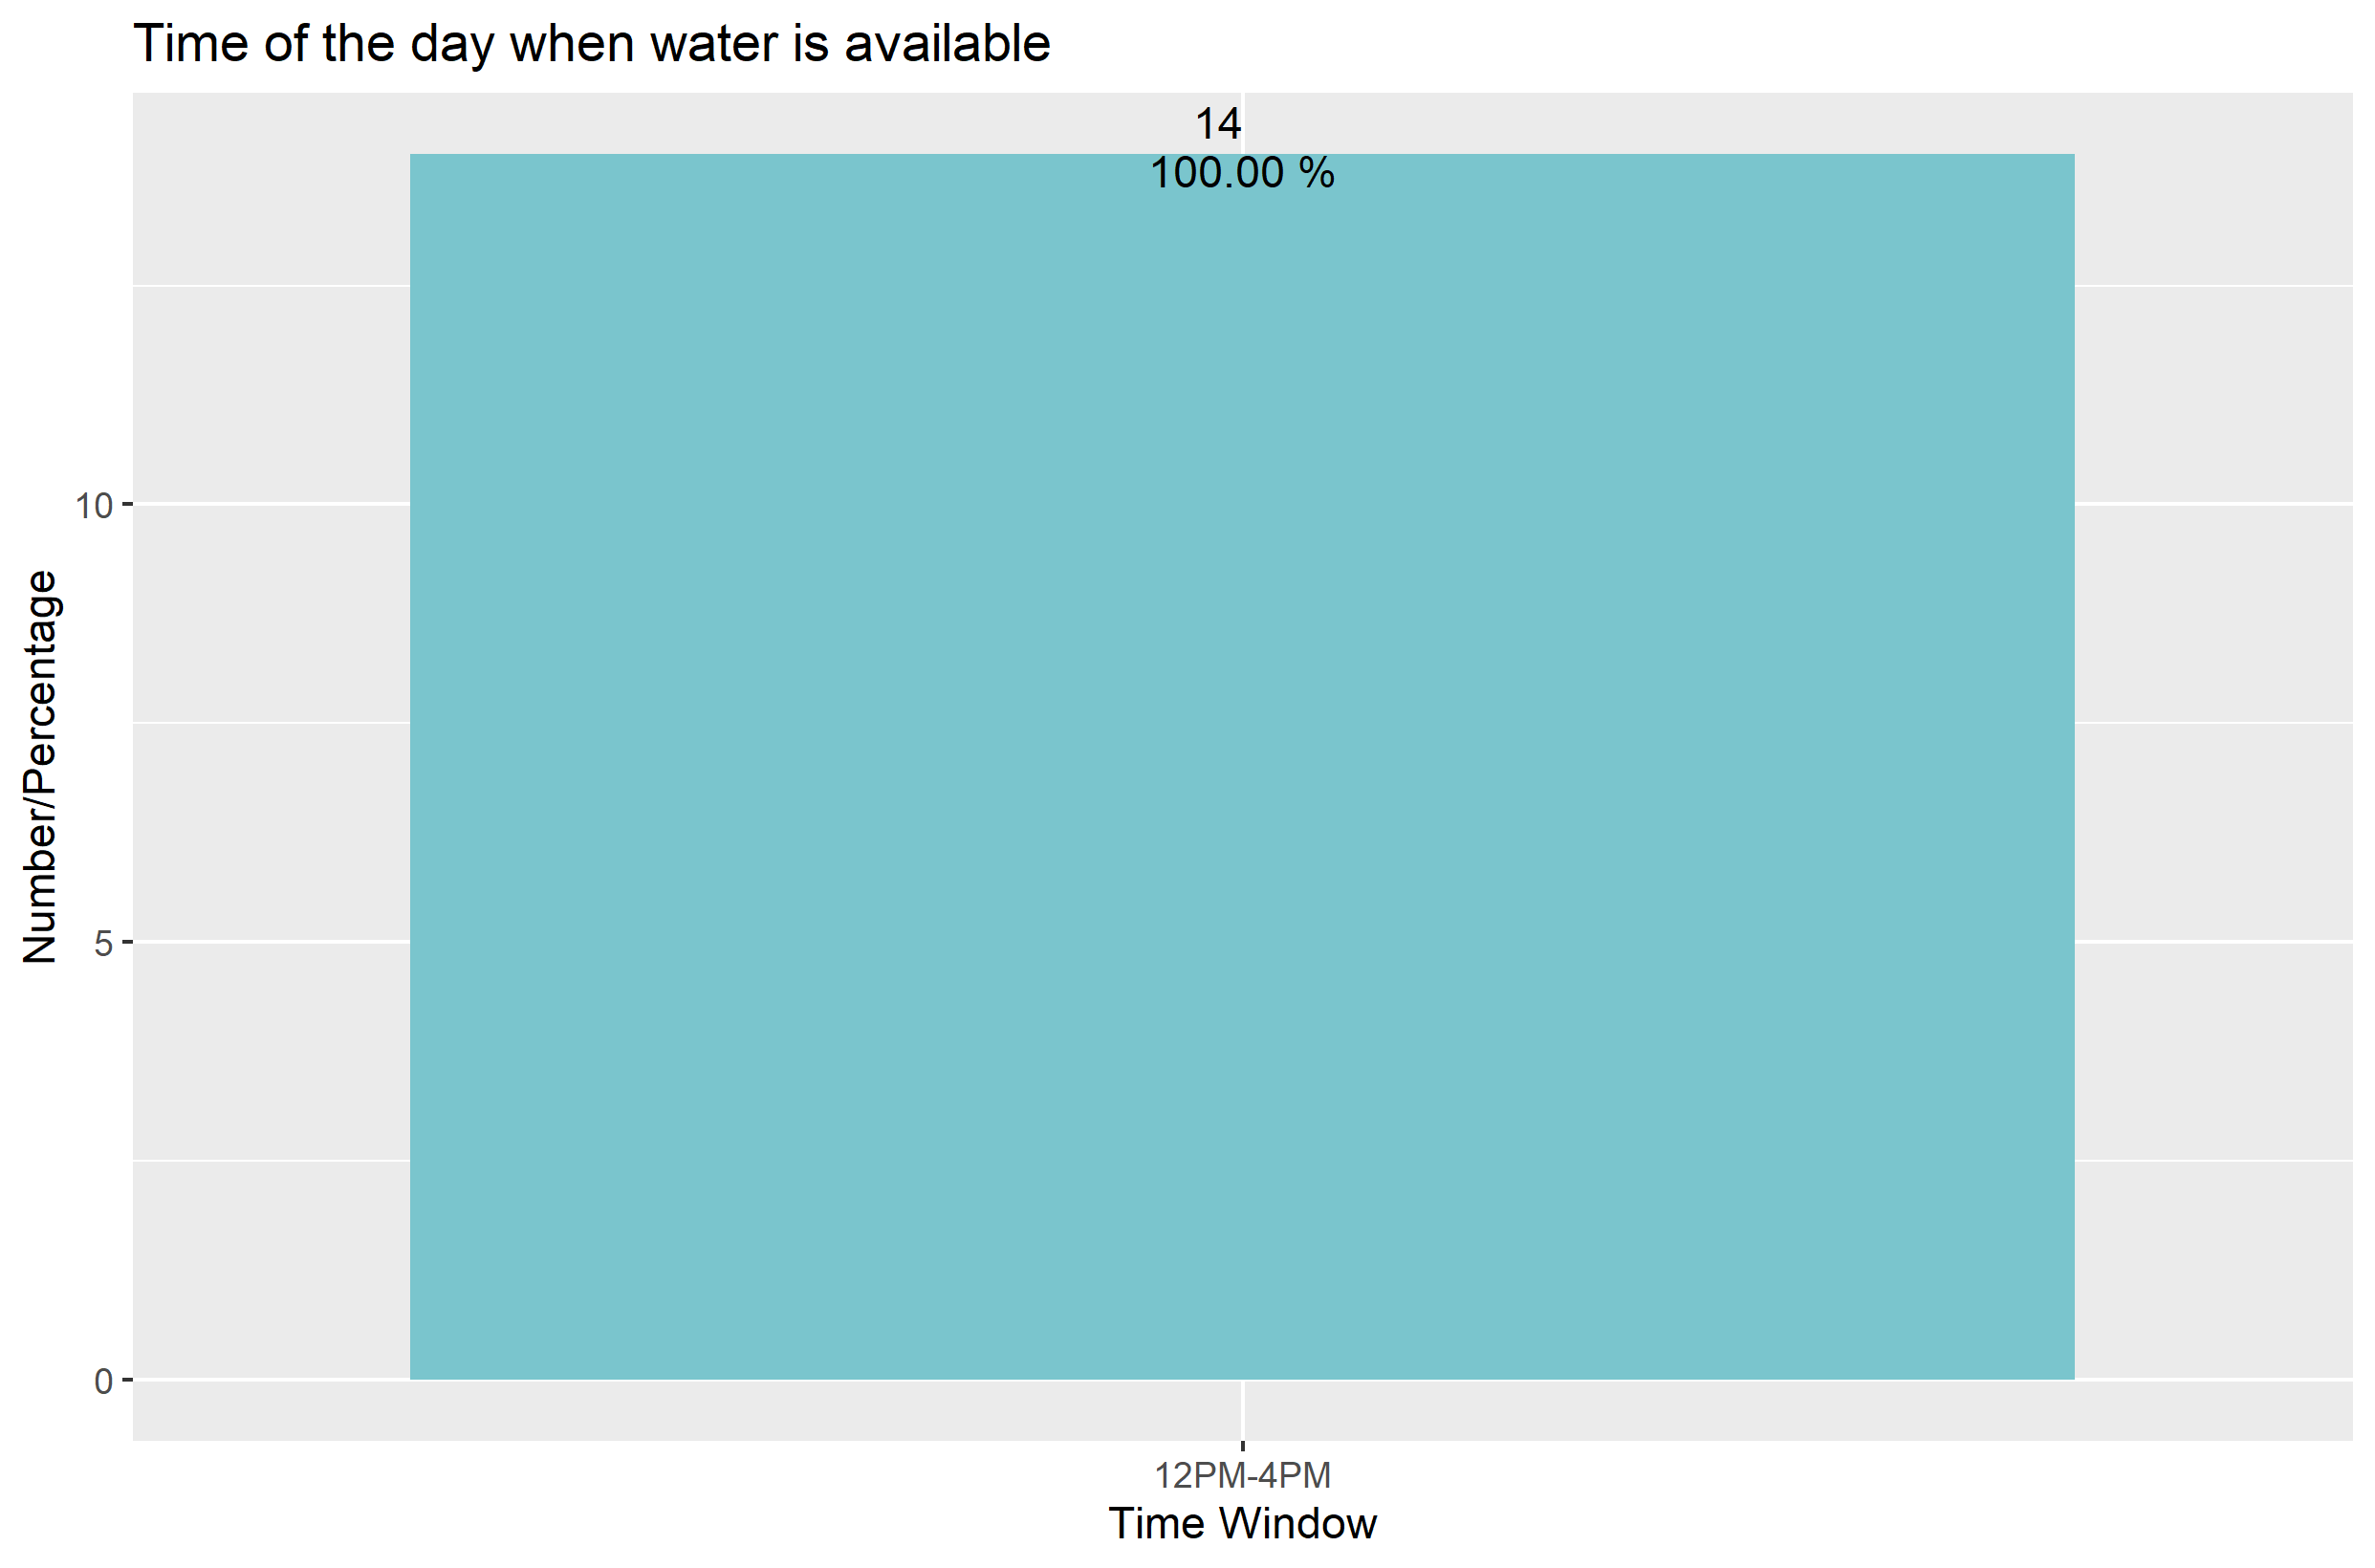 Time of the day when water is available
14
100.00 %
10
5
0
Number/Percentage
12PM-4PM
Time Window